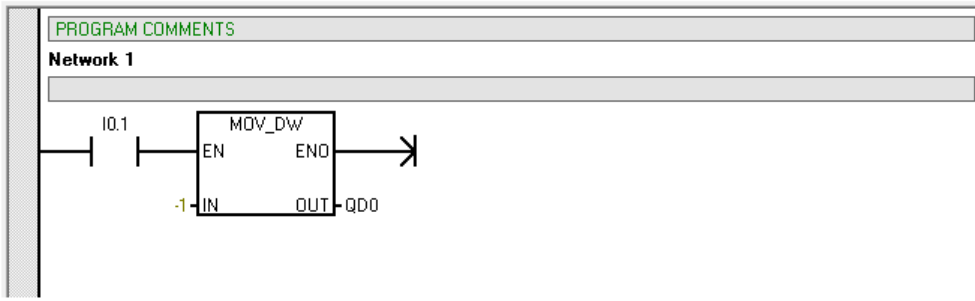 PROGRAM COMMENTS
Network 1
I0.1
MOV_DW
EN ENO
-1 IN OUT QD0